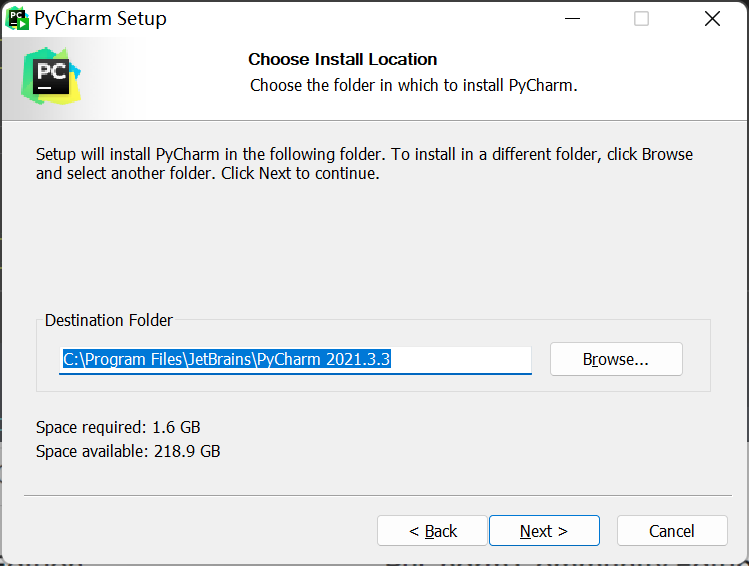 PC
PyCharm Setup
PC
Choose Install Location
Choose the folder in which to install PyCharm.
Setup will install PyCharm in the following folder. To install in a different folder, click Browse
and select another folder. Click Next to continue.
Destination Folder
C:\Program Files\JetBrains\PyCharm 2021.3.3
Browse...
Space required: 1.6 GB
Space available: 218.9 GB
< Back
Next >
Cancel